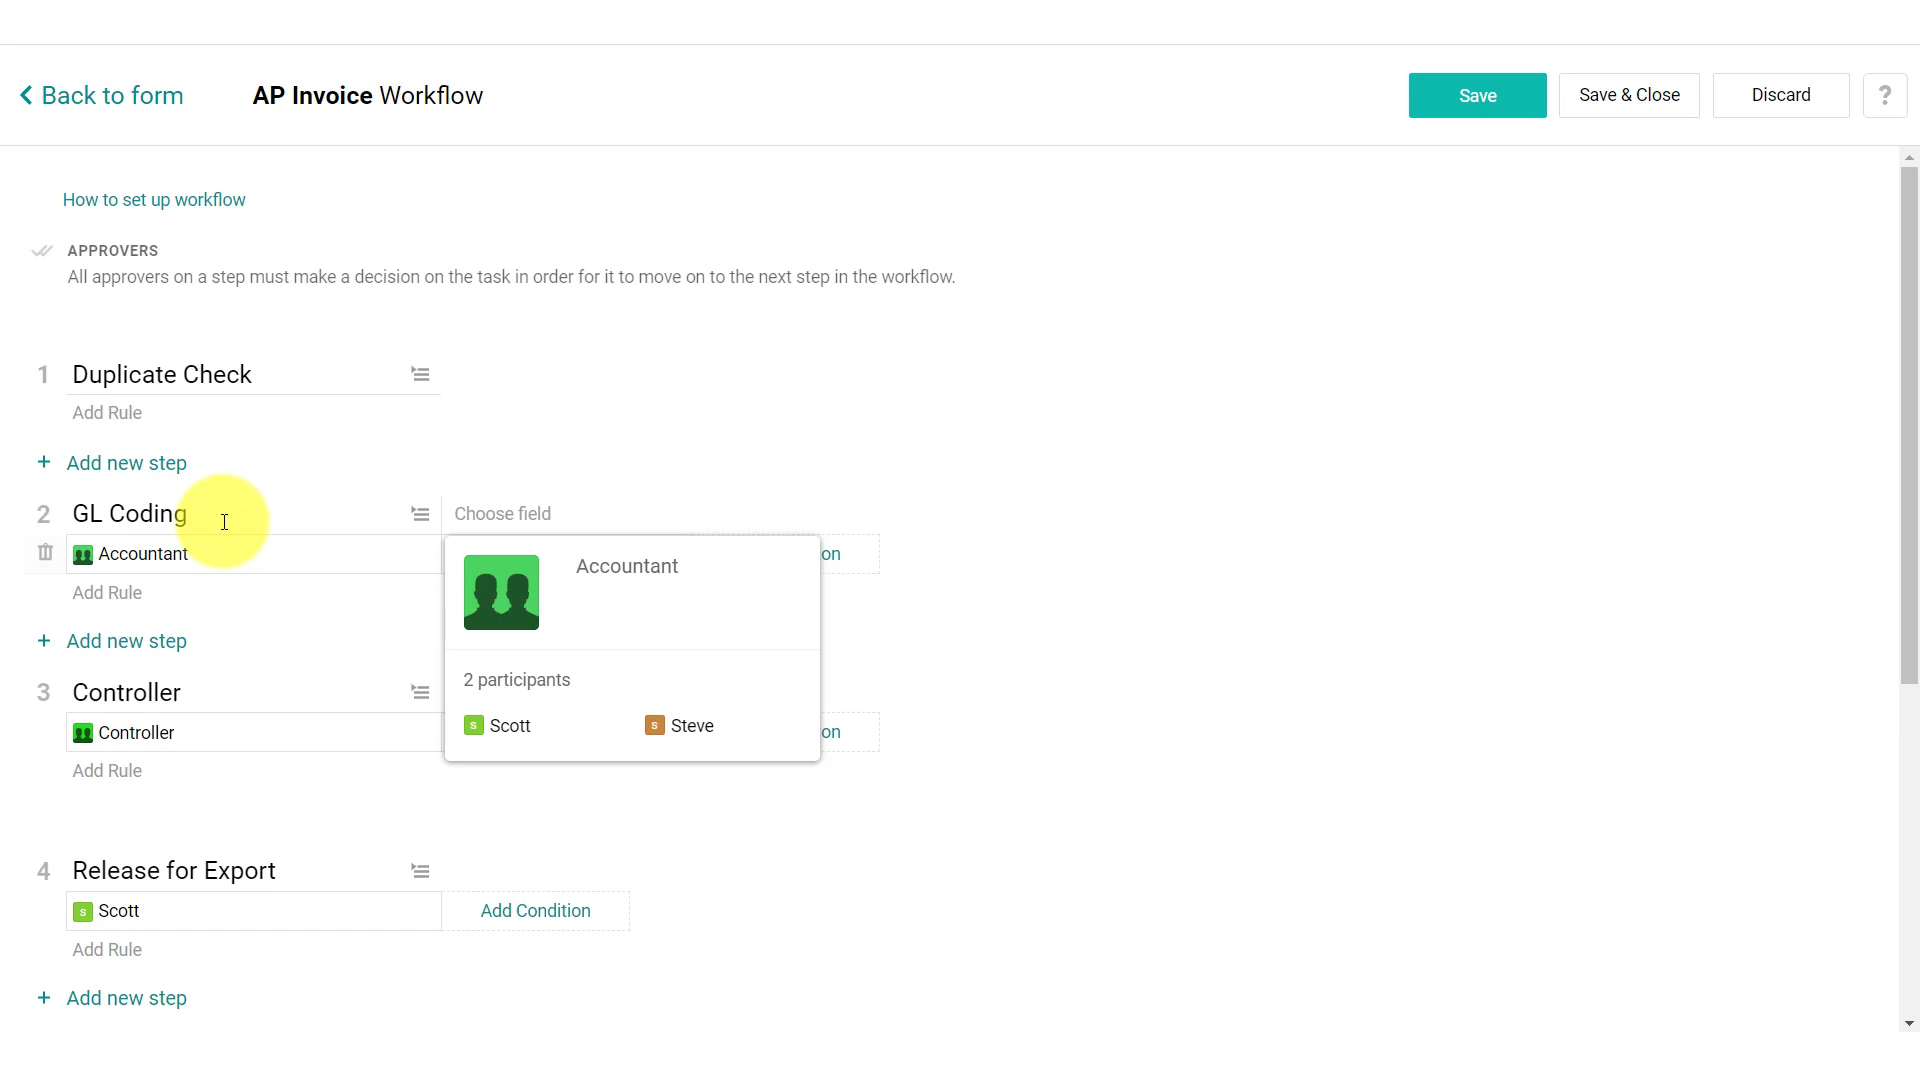 Back to form
AP Invoice Workflow
Save
Save & Close
Discard
?
How to set up workflow
APPROVERS
All approvers on a step must make a decision on the task in order for it to move on to the next step in the workflow.
1 Duplicate Check
Add Rule
+ Add new step
2 GL Coding
Choose field
Accountant
on
Add Rule
+ Add new step
Accountant
2 participants
S Scott
S Steve
3 Controller
Controller
on
Add Rule
4 Release for Export
S Scott
Add Condition
Add Rule
+ Add new step